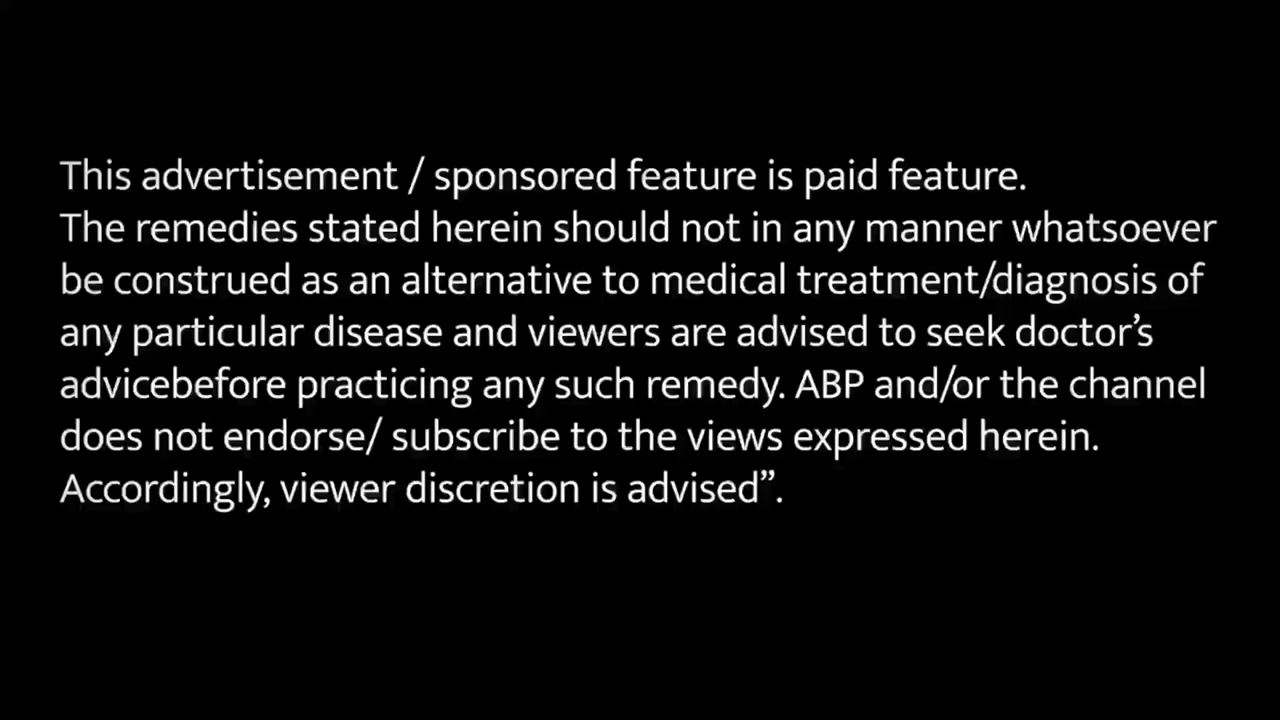 This advertisement / sponsored feature is paid feature.
The remedies stated herein should not in any manner whatsoever
be construed as an alternative to medical treatment/diagnosis of
any particular disease and viewers are advised to seek doctor’s
advicebefore practicing any such remedy. ABP and/or the channel
does not endorse/ subscribe to the views expressed herein.
Accordingly, viewer discretion is advised”.